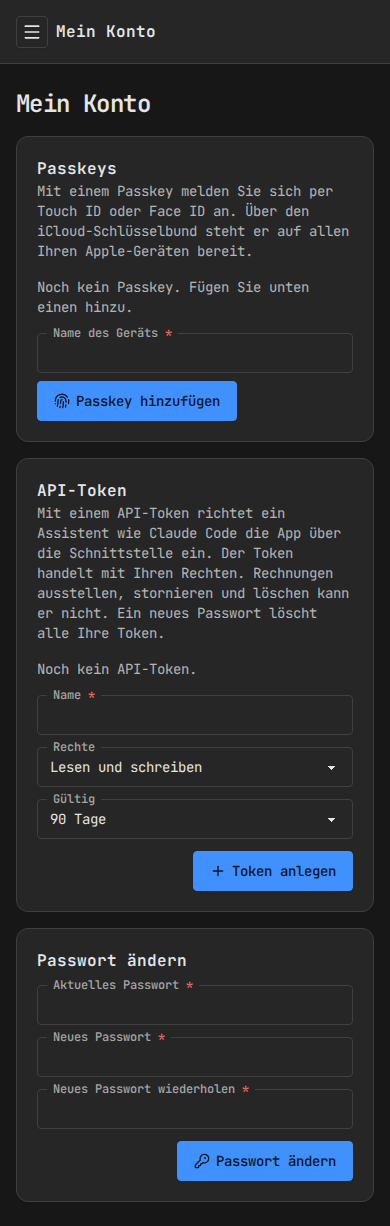 Mein Konto
Mein Konto
Passkeys
Mit einem Passkey melden Sie sich per
Touch ID oder Face ID an. Über den
iCloud-Schlüsselbund steht er auf allen
Ihren Apple-Geräten bereit.
Noch kein Passkey. Fügen Sie unten
einen hinzu.
Name des Geräts *
Passkey hinzufügen
API-Token
Mit einem API-Token richtet ein
Assistent wie Claude Code die App über
die Schnittstelle ein. Der Token
handelt mit Ihren Rechten. Rechnungen
ausstellen, stornieren und löschen kann
er nicht. Ein neues Passwort löscht
alle Ihre Token.
Noch kein API-Token.
Name *
Rechte
Lesen und schreiben
Gültig
90 Tage
Token anlegen
Passwort ändern
Aktuelles Passwort *
Neues Passwort *
Neues Passwort wiederholen *
Passwort ändern